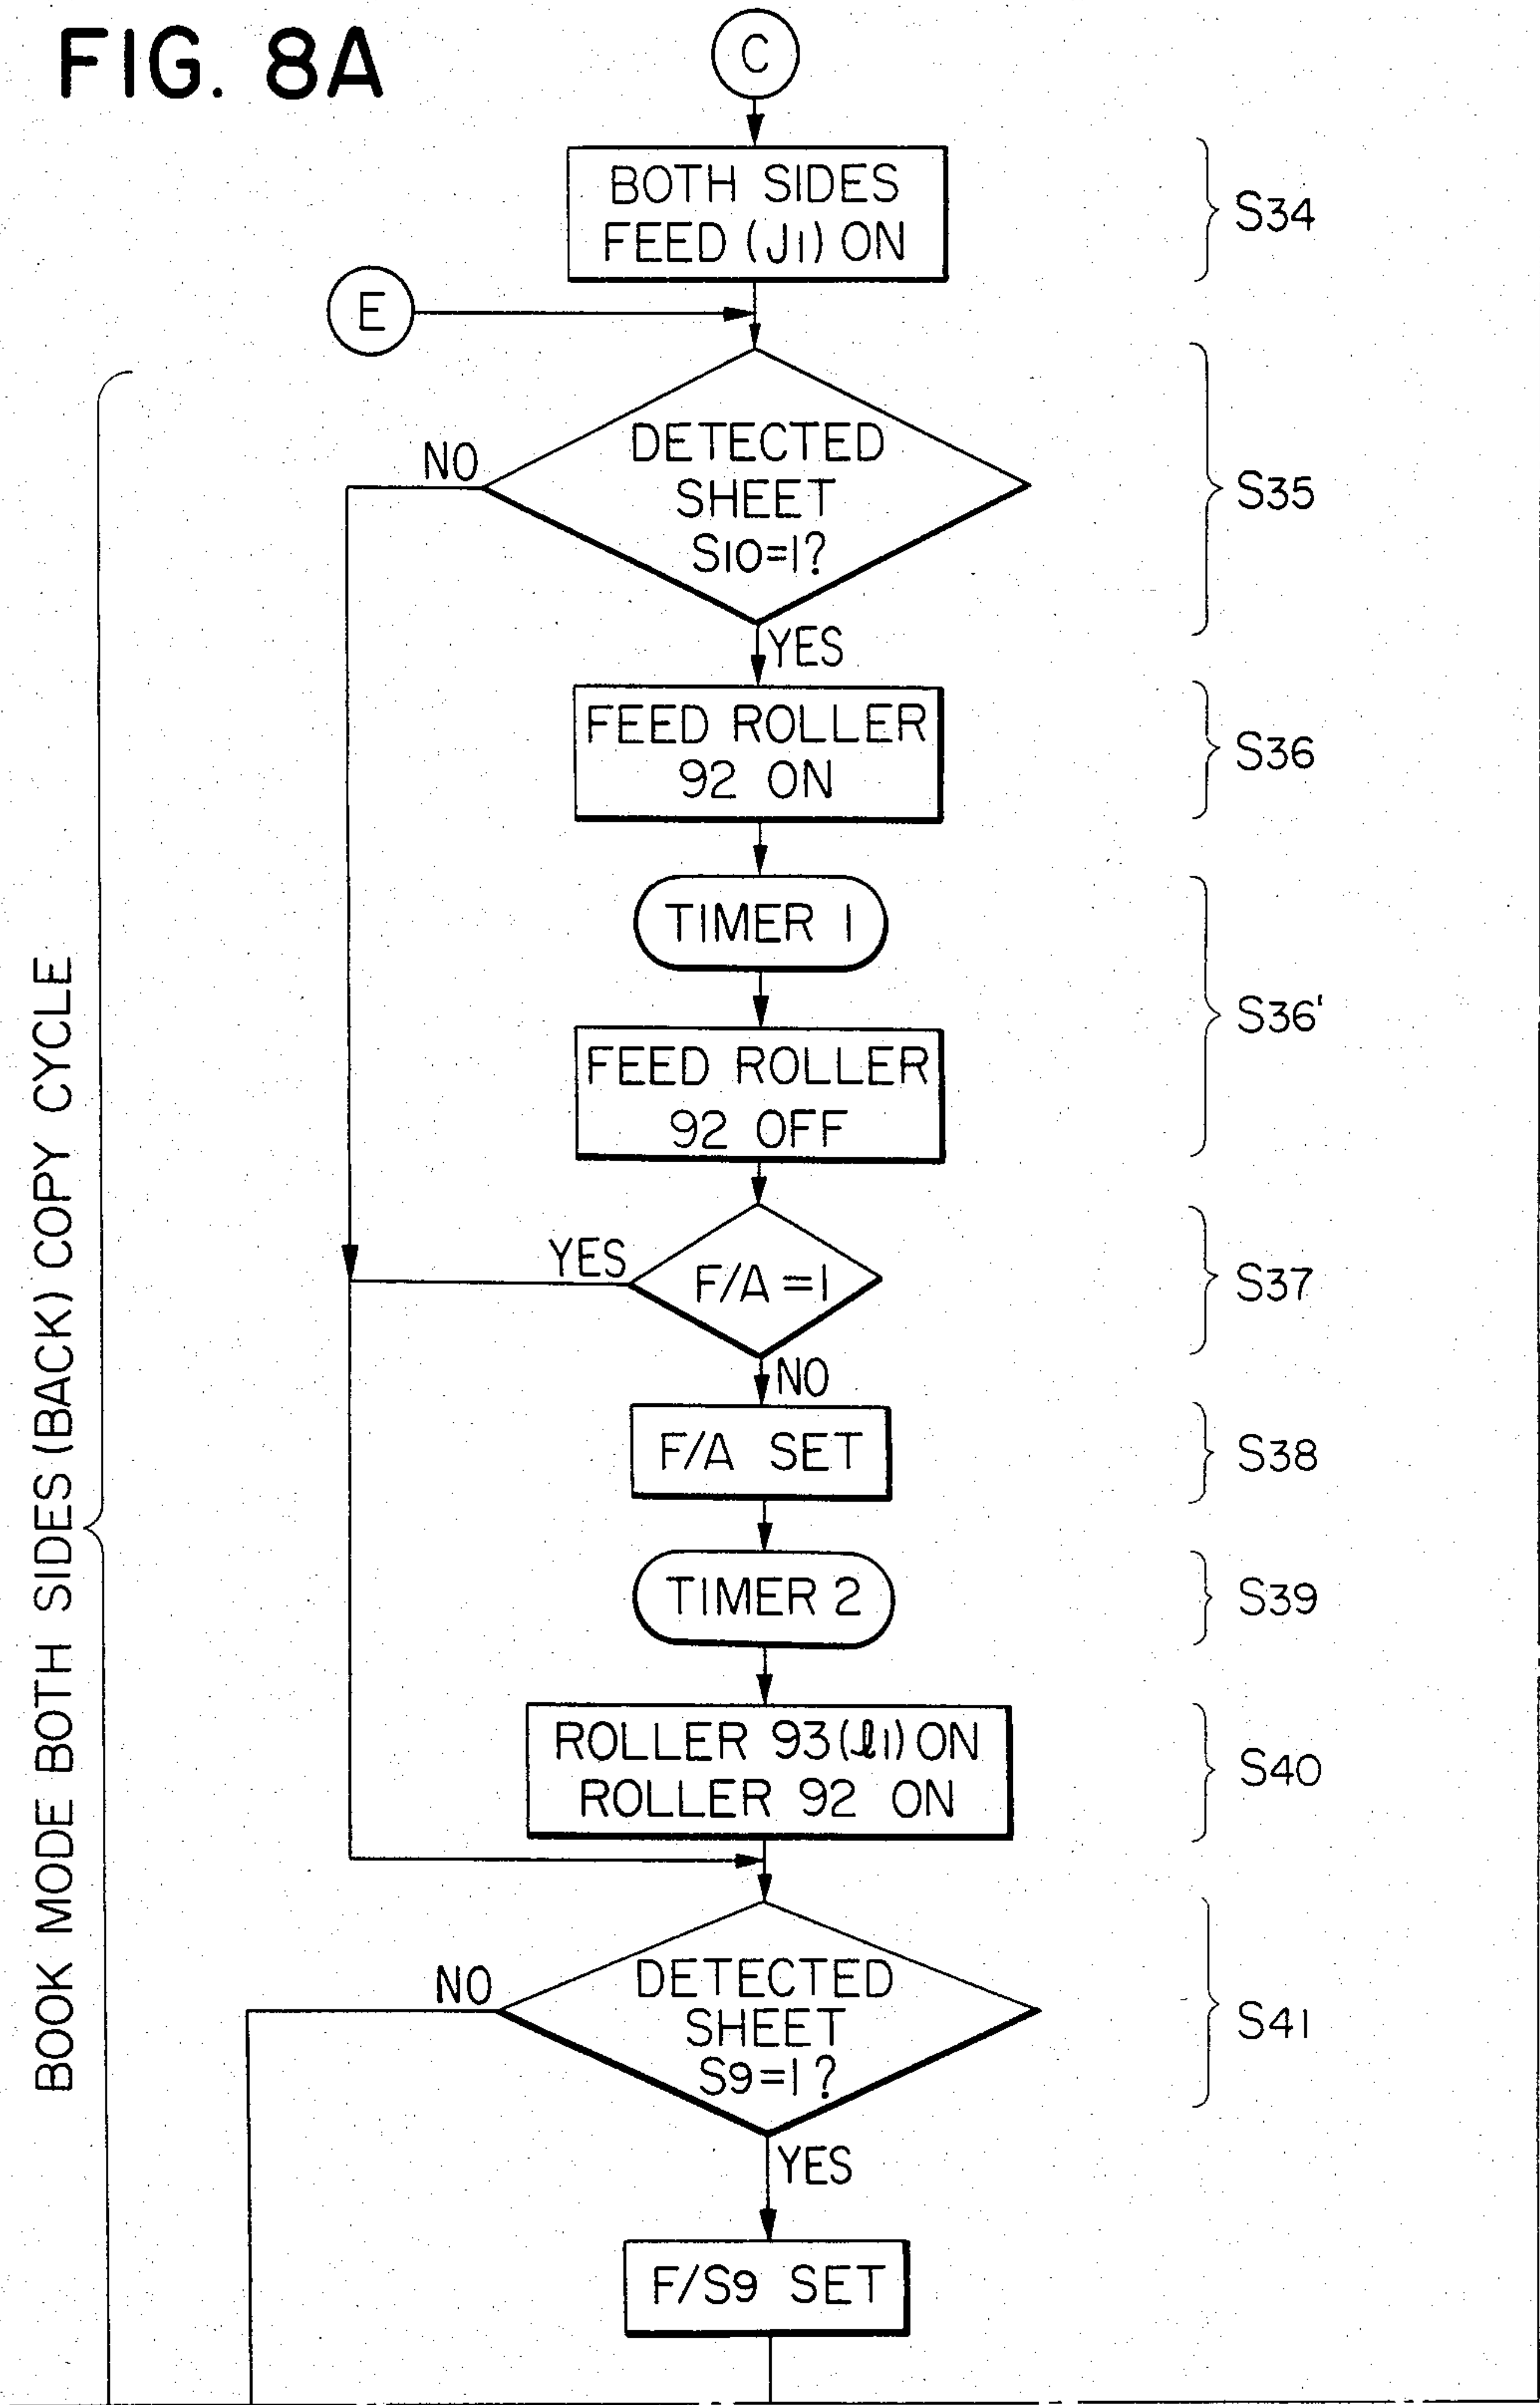 FIG. 8A
C
BOTH SIDES
FEED (J1) ON
S34
E
DETECTED
SHEET
S10=1?
NO
S35
YES
FEED ROLLER
92 ON
S36
TIMER 1
FEED ROLLER
92 OFF
S36'
F/A=1
YES
S37
NO
F/A SET
S38
TIMER 2
S39
ROLLER 93(ℓ1) ON
ROLLER 92 ON
S40
DETECTED
SHEET
S9=1?
NO
S41
YES
F/S9 SET
BOOK MODE BOTH SIDES (BACK) COPY CYCLE